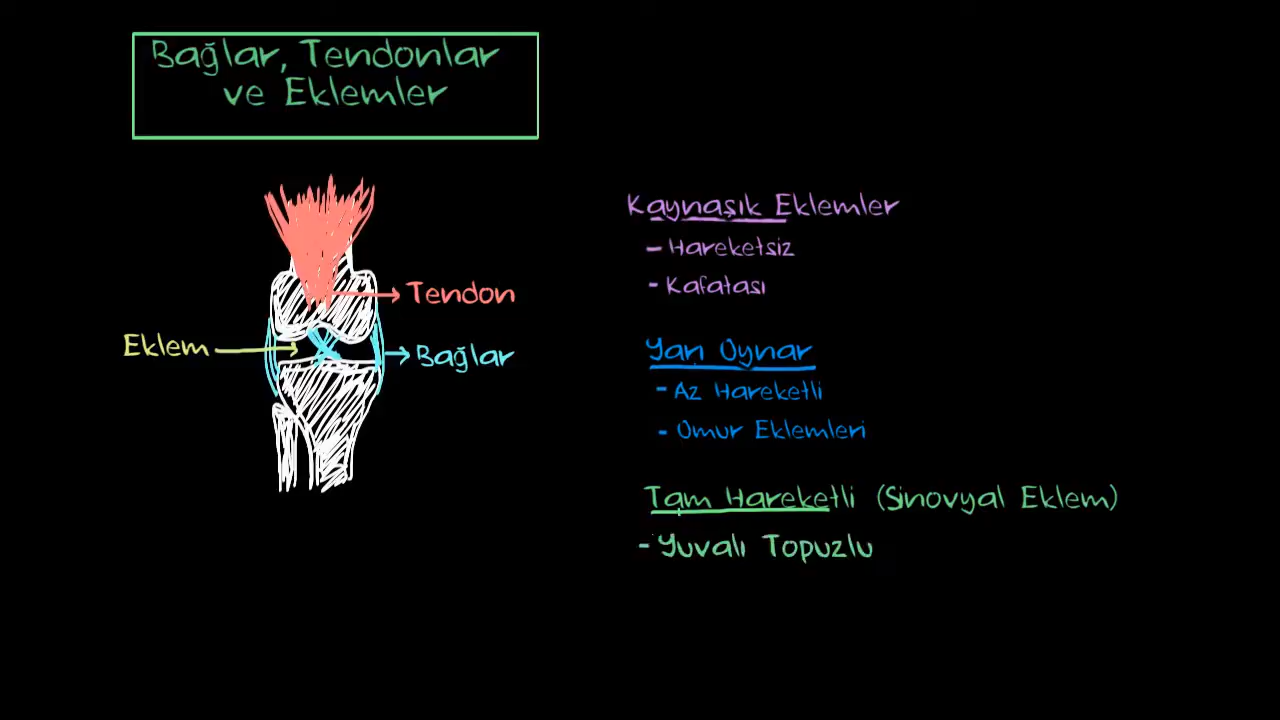 Bağlar, Tendonlar
ve Eklemler
Tendon
Eklem
Bağlar
Kaynaşık Eklemler
- Hareketsiz
- Kafatası
Yarı Oynar
- Az Hareketli
- Omur Eklemleri
Tam Hareketli (Sinovyal Eklem)
- Yuvalı Topuzlu